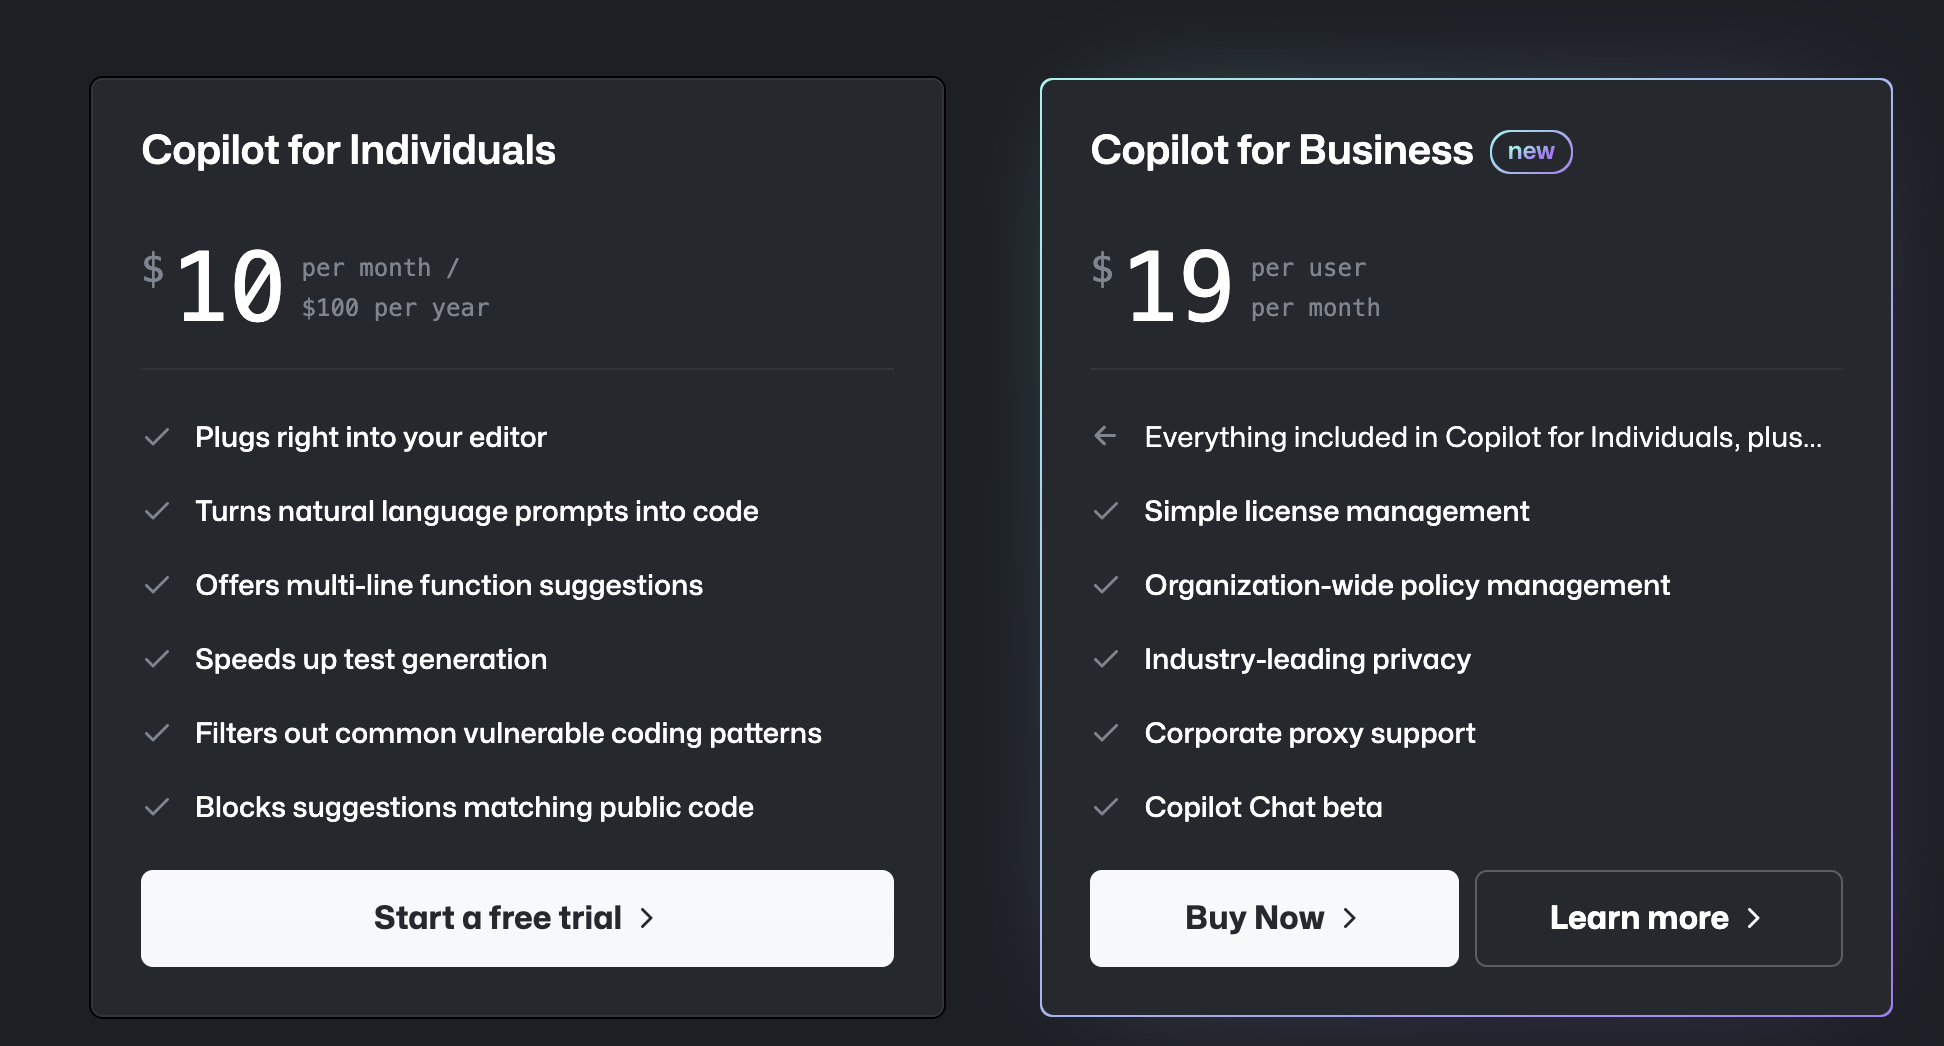 Copilot for Individuals
$ 10 per month /
$100 per year
Plugs right into your editor
Turns natural language prompts into code
Offers multi-line function suggestions
Speeds up test generation
Filters out common vulnerable coding patterns
Blocks suggestions matching public code
Start a free trial
Copilot for Business new
$ 19 per user
per month
Everything included in Copilot for Individuals, plus...
Simple license management
Organization-wide policy management
Industry-leading privacy
Corporate proxy support
Copilot Chat beta
Buy Now
Learn more